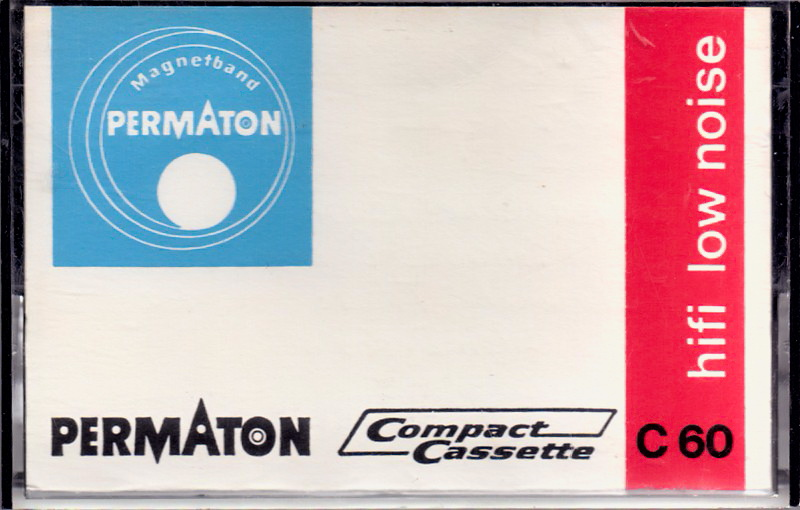 Magnetband
PERMATON
hifi low noise
PERMATON
Compact
Cassette
C 60